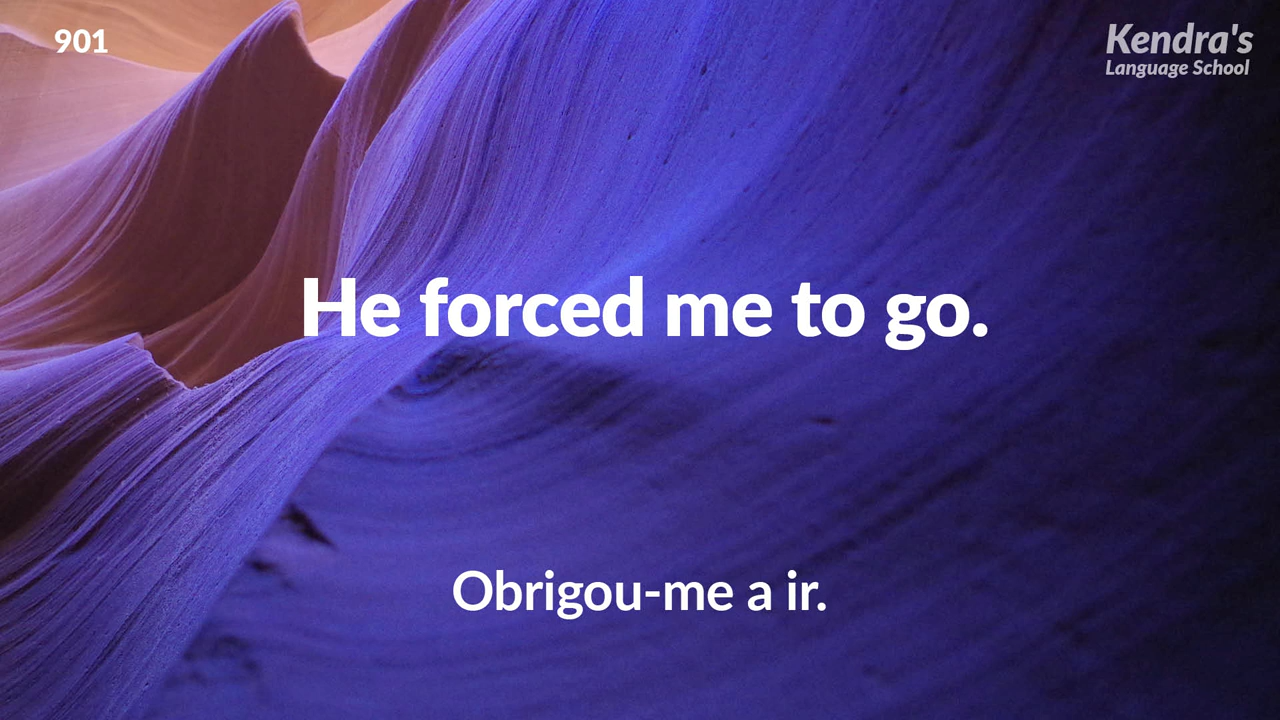 901
Kendra's
Language School
He forced me to go.
Obrigou-me a ir.